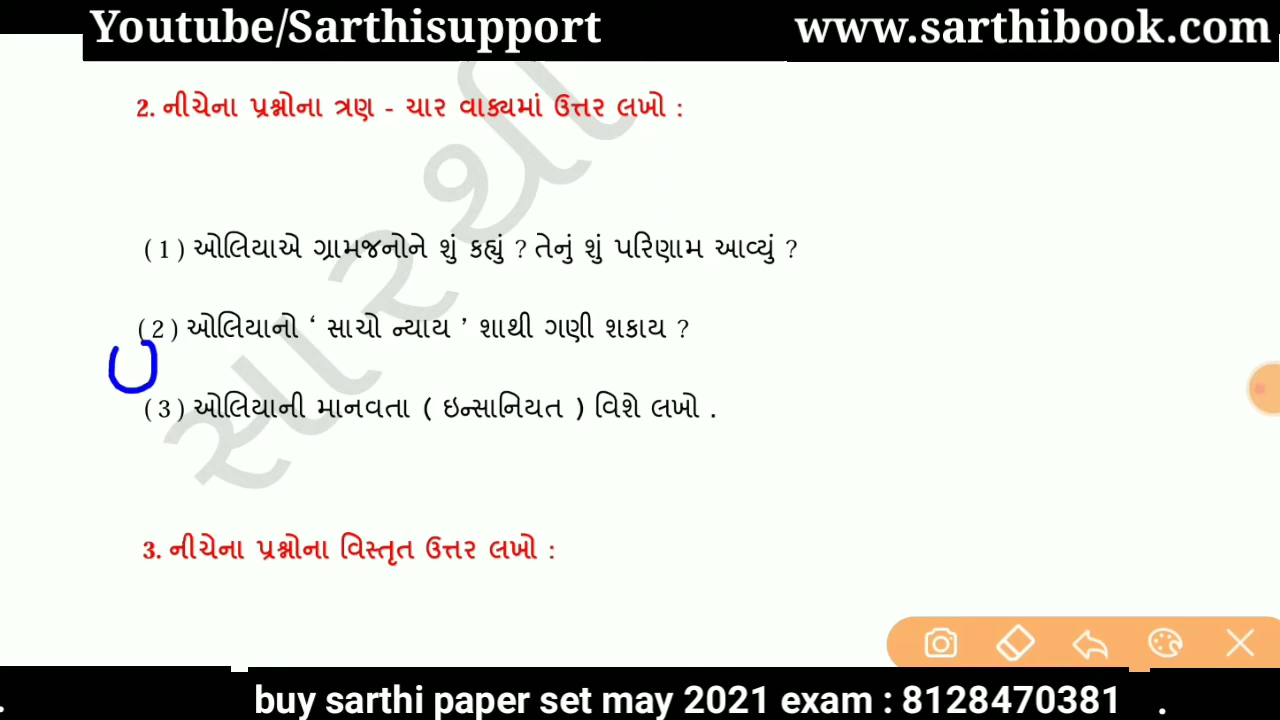 Youtube/Sarthisupport www.sarthibook.com
2. નીચેના પ્રશ્નોના ત્રણ - ચાર વાક્યમાં ઉત્તર લખો :
( 1 ) ઓલિયાએ ગ્રામજનોને શું કહ્યું ? તેનું શું પરિણામ આવ્યું ?
( 2 ) ઓલિયાનો ‘ સાચો ન્યાય ’ શાથી ગણી શકાય ?
( 3 ) ઓલિયાની માનવતા ( ઇન્સાનિયત ) વિશે લખો .
3. નીચેના પ્રશ્નોના વિસ્તૃત ઉત્તર લખો :
સારથી
. buy sarthi paper set may 2021 exam : 8128470381 .